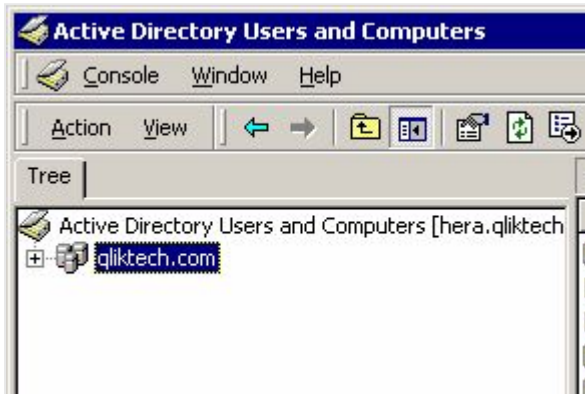 Active Directory Users and Computers
Console Window Help
Action View
Tree
Active Directory Users and Computers [hera.qliktech
qliktech.com